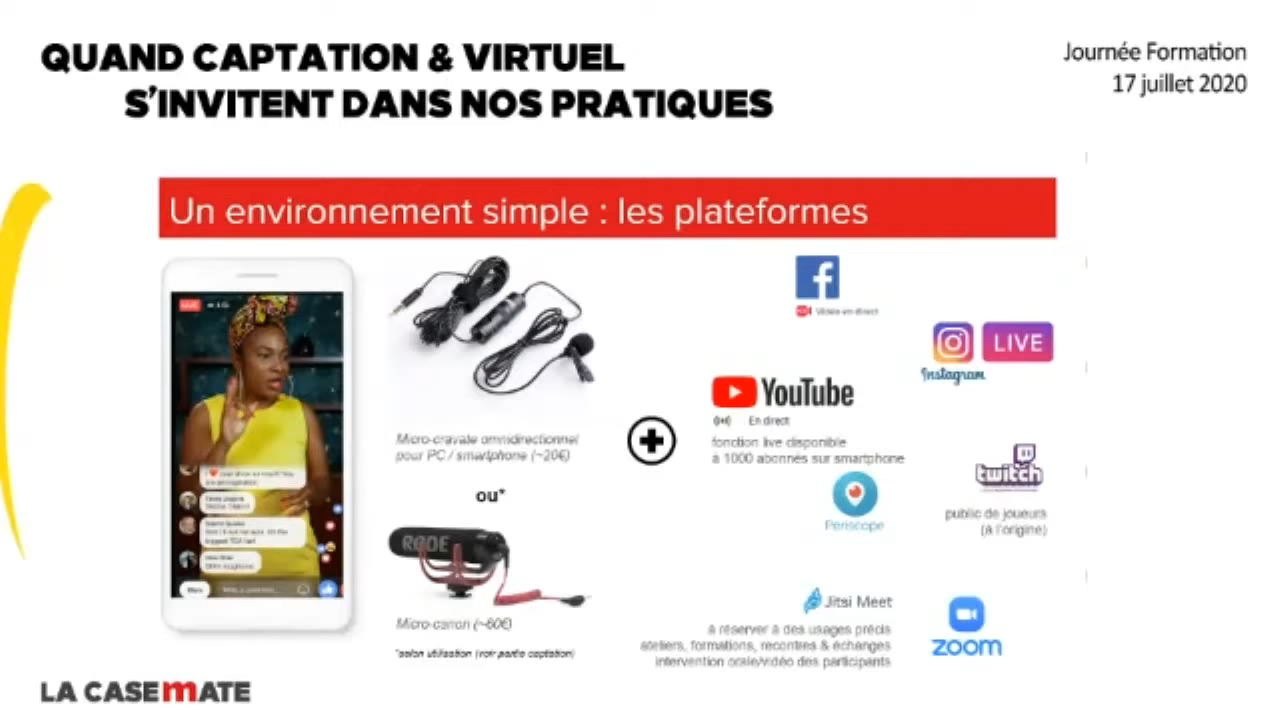 QUAND CAPTATION & VIRTUEL
S'INVITENT DANS NOS PRATIQUES
Journée Formation
17 juillet 2020
Un environnement simple : les plateformes
LIVE
Micro-cravate omnidirectionnel
pour PC / smartphone (~20€)
ou*
RODE
Micro-canon (~60€)
*selon utilisation (voir partie captation)
Vidéo en direct
LIVE
Instagram
YouTube
En direct
fonction live disponible
à 1000 abonnés sur smartphone
twitch
public de joueurs
(à l'origine)
Periscope
Jitsi Meet
à réserver à des usages précis
ateliers, formations, recontres & échanges
intervention orale/vidéo des participants
zoom
LA CASEMATE